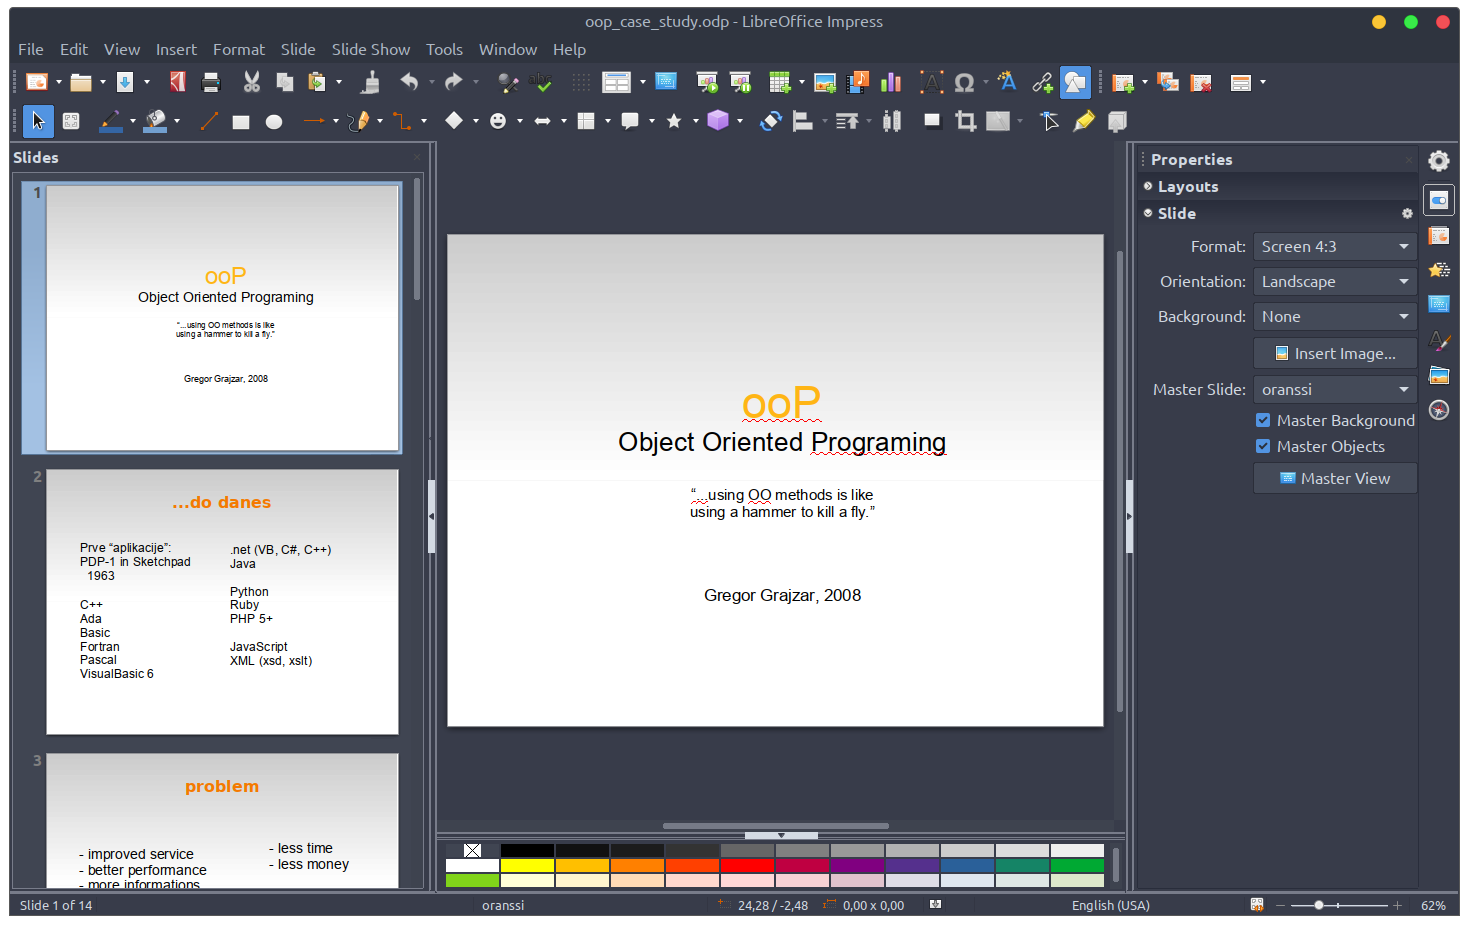 oop_case_study.odp - LibreOffice Impress
File Edit View Insert Format Slide Slide Show Tools Window Help
Slides
1
ooP
Object Oriented Programing
“...using OO methods is like
using a hammer to kill a fly.”
Gregor Grajzar, 2008
2
...do danes
Prve “aplikacije”:
PDP-1 in Sketchpad
1963
C++
Ada
Basic
Fortran
Pascal
VisualBasic 6
.net (VB, C#, C++)
Java
Python
Ruby
PHP 5+
JavaScript
XML (xsd, xslt)
3
problem
- improved service
- better performance
- more informations
- less time
- less money
ooP
Object Oriented Programing
“...using OO methods is like
using a hammer to kill a fly.”
Gregor Grajzar, 2008
Properties
Layouts
Slide
Format: Screen 4:3
Orientation: Landscape
Background: None
Insert Image...
Master Slide: oranssi
Master Background
Master Objects
Master View
Slide 1 of 14
oranssi
24,28 / -2,48
0,00 x 0,00
English (USA)
62%